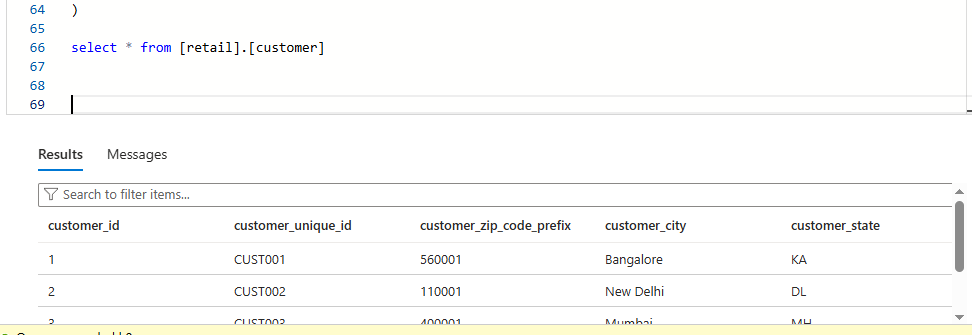 64 )
65
66 select * from [retail].[customer]
67
68
69
Results Messages
Search to filter items...
customer_id customer_unique_id customer_zip_code_prefix customer_city customer_state
1 CUST001 560001 Bangalore KA
2 CUST002 110001 New Delhi DL
3 CUST003 400001 Mumbai MH